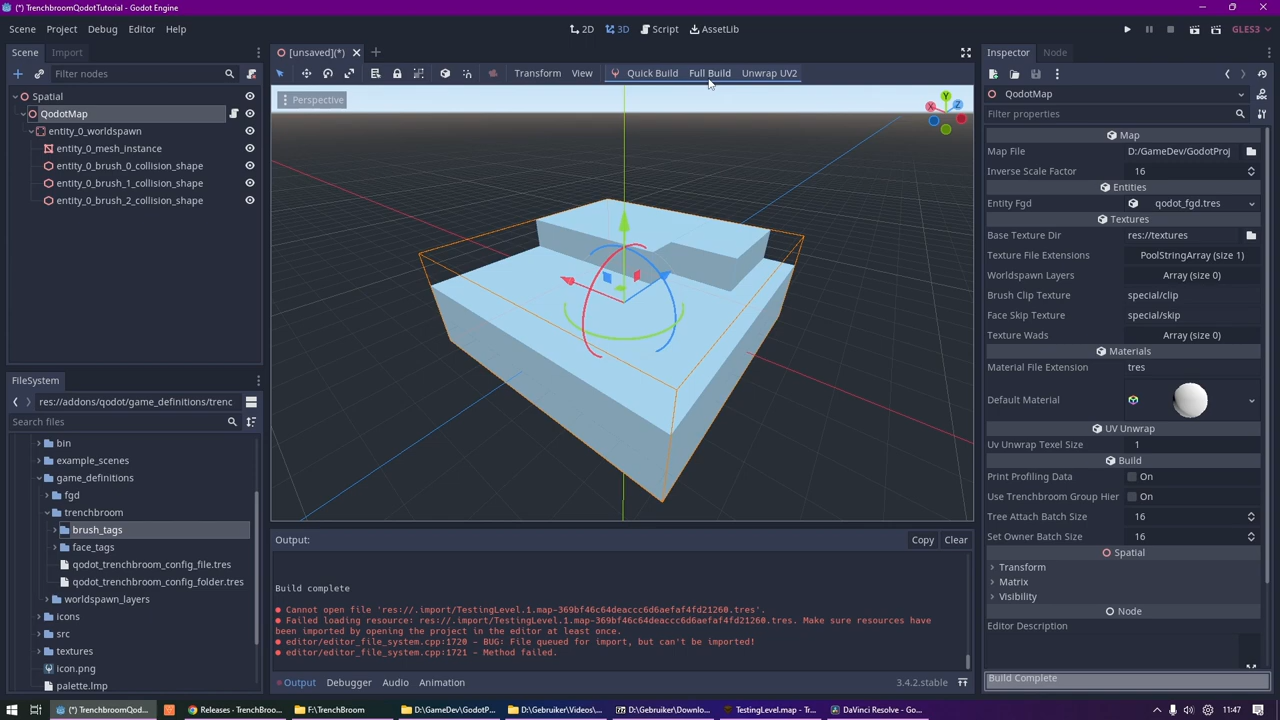 (*) TrenchbroomQodotTutorial - Godot Engine
Scene Project Debug Editor Help
2D 3D Script AssetLib
GLES3
Scene Import
Filter nodes
Spatial
QodotMap
entity_0_worldspawn
entity_0_mesh_instance
entity_0_brush_0_collision_shape
entity_0_brush_1_collision_shape
entity_0_brush_2_collision_shape
FileSystem
res://addons/qodot/game_definitions/trenc
Search files
bin
example_scenes
game_definitions
fgd
trenchbroom
brush_tags
face_tags
qodot_trenchbroom_config_file.tres
qodot_trenchbroom_config_folder.tres
worldspawn_layers
icons
src
textures
icon.png
palette.lmp
[unsaved](*)
Transform View Quick Build Full Build Unwrap UV2
Perspective
Y
X
Z
Output:
Copy Clear
Build complete
Cannot open file 'res://.import/TestingLevel.1.map-369bf46c64deaccc6d6aefaf4fd21260.tres'.
Failed loading resource: res://.import/TestingLevel.1.map-369bf46c64deaccc6d6aefaf4fd21260.tres. Make sure resources have
been imported by opening the project in the editor at least once.
editor/editor_file_system.cpp:1720 - BUG: File queued for import, but can't be imported!
editor/editor_file_system.cpp:1721 - Method failed.
Output Debugger Audio Animation
3.4.2.stable
Inspector Node
QodotMap
Filter properties
Map
Map File D:/GameDev/GodotProj
Inverse Scale Factor 16
Entities
Entity Fgd qodot_fgd.tres
Textures
Base Texture Dir res://textures
Texture File Extensions PoolStringArray (size 1)
Worldspawn Layers Array (size 0)
Brush Clip Texture special/clip
Face Skip Texture special/skip
Texture Wads Array (size 0)
Materials
Material File Extension tres
Default Material
UV Unwrap
Uv Unwrap Texel Size 1
Build
Print Profiling Data On
Use Trenchbroom Group Hier On
Tree Attach Batch Size 16
Set Owner Batch Size 16
Spatial
Transform
Matrix
Visibility
Node
Editor Description
Build Complete
(*) TrenchbroomQod... Releases - TrenchBro... F:\TrenchBroom D:\GameDev\GodotP... D:\Gebruiker\Videos\... D:\Gebruiker\Downlo... TestingLevel.map - Tr... DaVinci Resolve - Go...
11:47